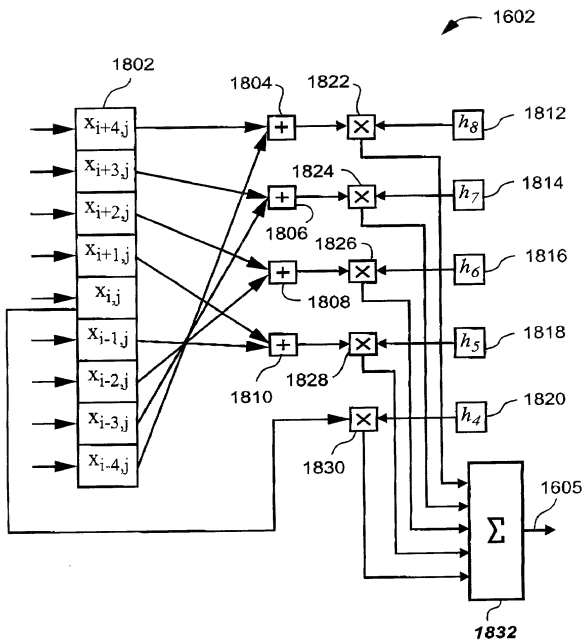 1602
1802
1804
1822
x_{i+4,j}
+
×
h_8
1812
x_{i+3,j}
1824
1814
x_{i+2,j}
+
×
h_7
1806
1826
1816
x_{i+1,j}
+
×
h_6
x_{i,j}
1808
1818
x_{i-1,j}
+
×
h_5
x_{i-2,j}
1810
1828
1820
x_{i-3,j}
×
h_4
1830
x_{i-4,j}
1605
Σ
1832